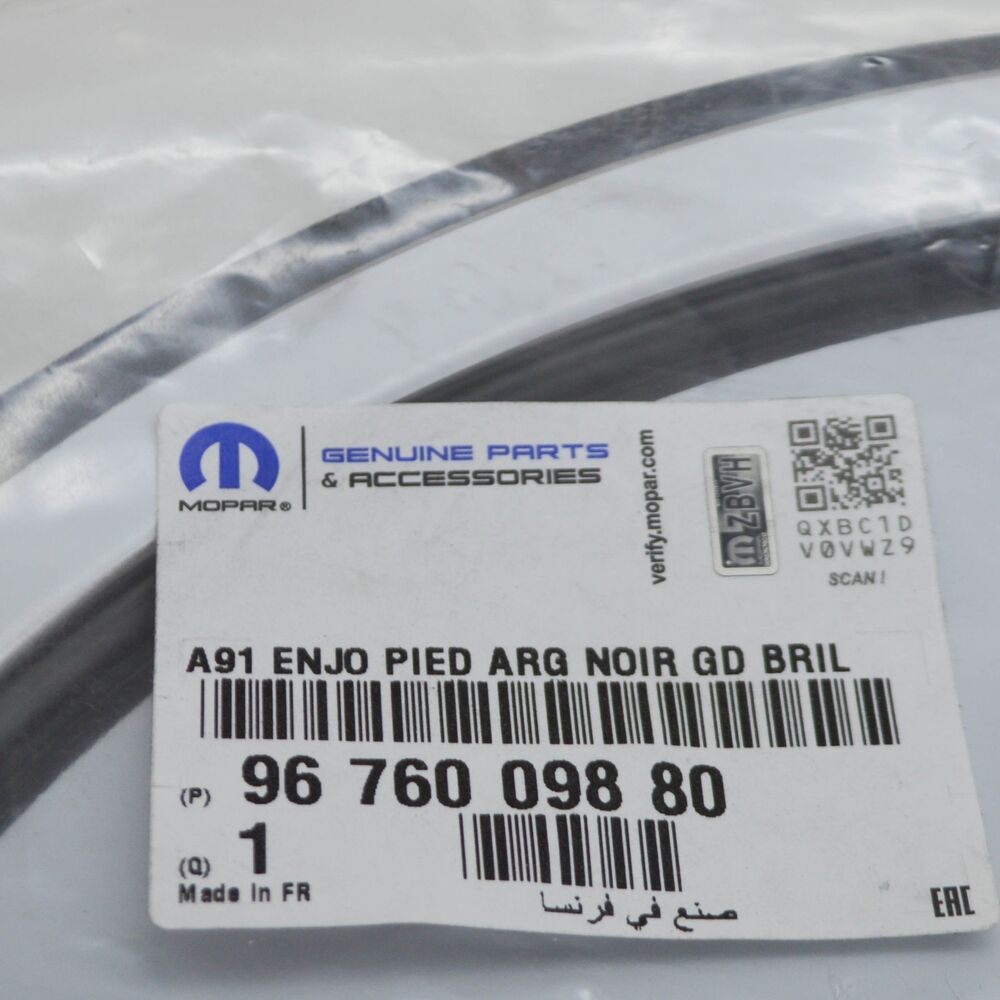 MOPAR®
GENUINE PARTS
& ACCESSORIES
verify.mopar.com
ZBVH
QXBC1D
V0VWZ9
SCAN!
A91 ENJO PIED ARG NOIR GD BRIL
(P) 96 760 098 80
(Q) 1
Made In FR
صنع في فرنسا
EAC